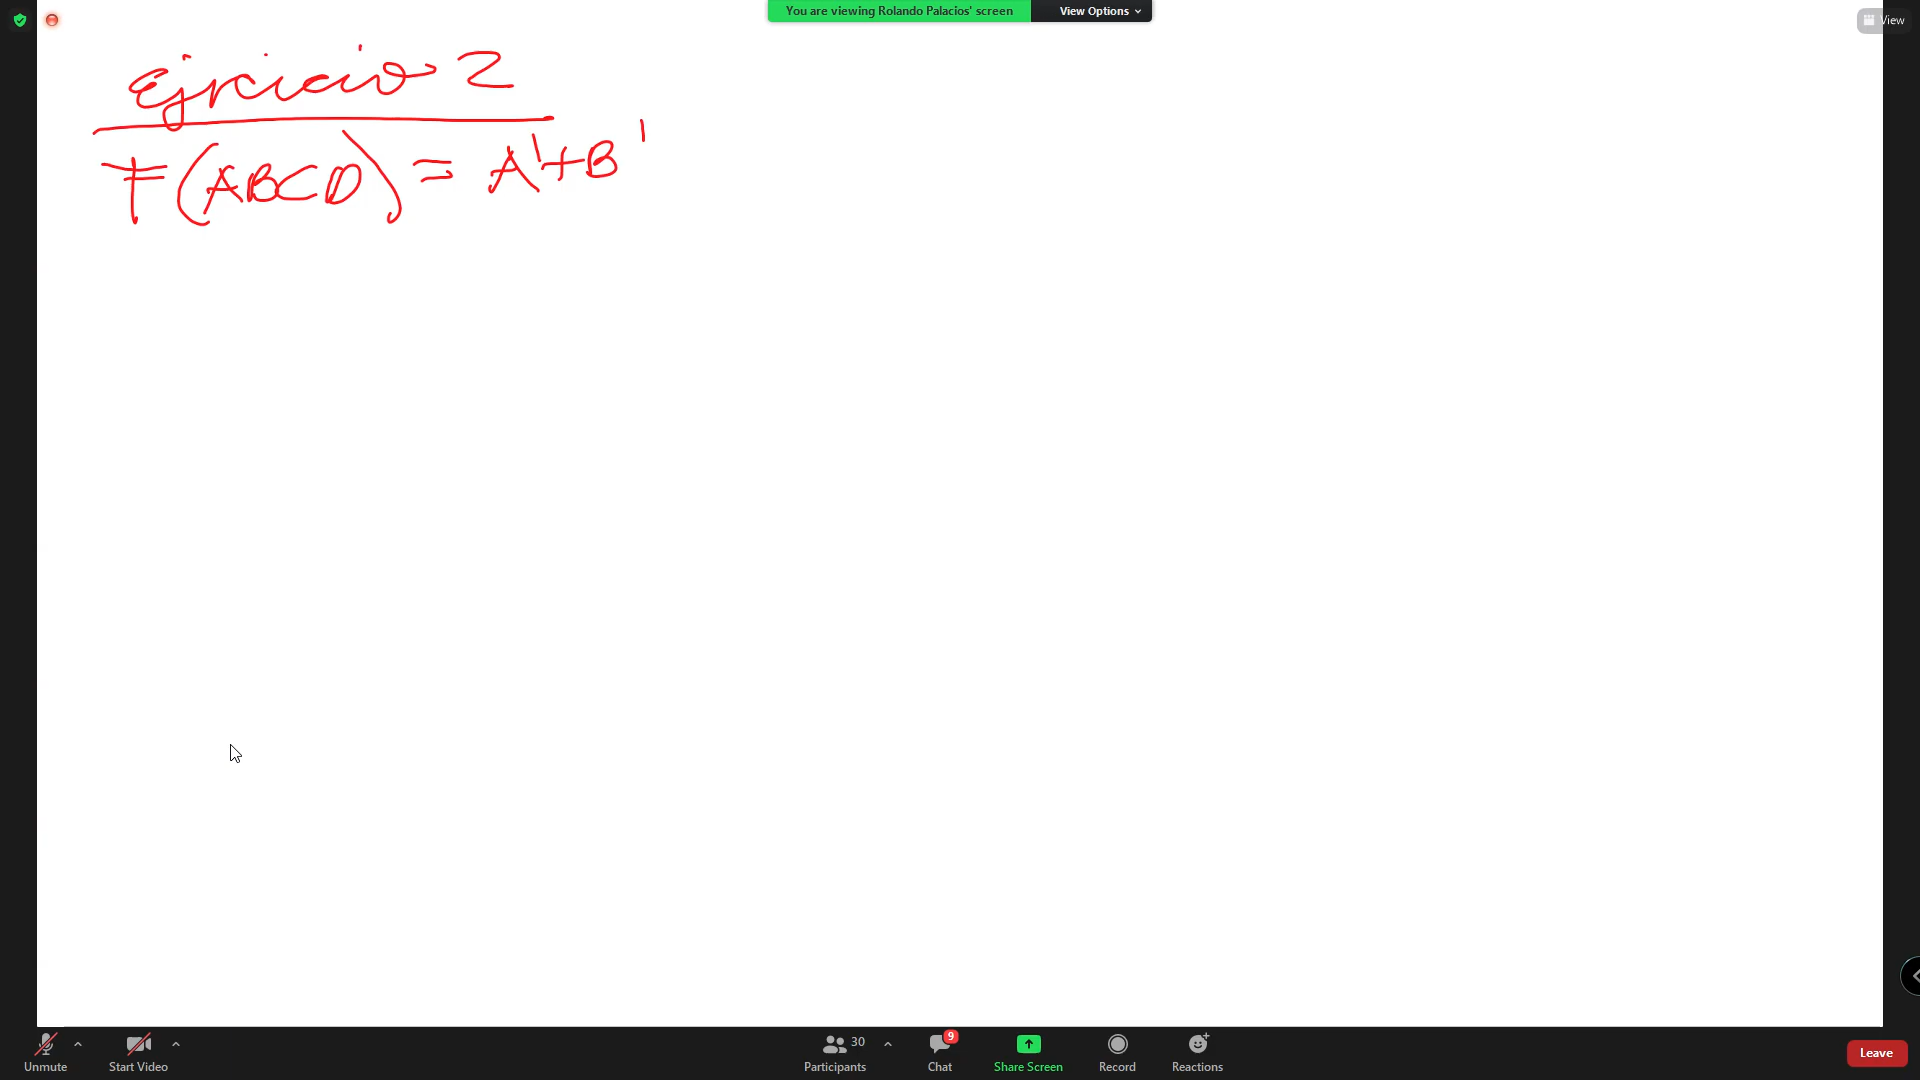 You are viewing Rolando Palacios' screen View Options
View
ejrcicio 2
F(ABCD) = A'+B'
Unmute
Start Video
30
Participants
9
Chat
Share Screen
Record
Reactions
Leave